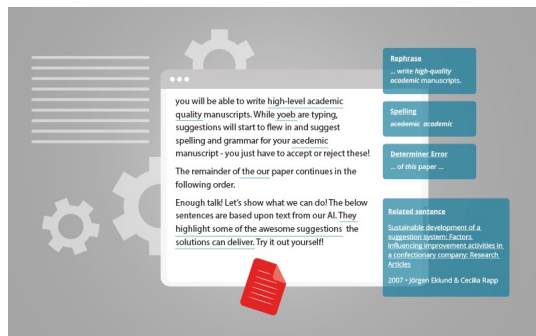 you will be able to write high-level academic
quality manuscripts. While yoeb are typing,
suggestions will start to flew in and suggest
spelling and grammar for your acedemic
manuscript - you just have to accept or reject these!
The remainder of the our paper continues in the
following order.
Enough talk! Let's show what we can do! The below
sentences are based upon text from our AI. They
highlight some of the awesome suggestions the
solutions can deliver. Try it out yourself!
Rephrase
... write high-quality
academic manuscripts.
Spelling
acedemic academic
Determiner Error
... of this paper ...
Related sentence
Sustainable development of a
suggestion system: Factors
influencing improvement activities in
a confectionary company: Research
Articles
2007 • Jörgen Eklund & Cecilia Rapp